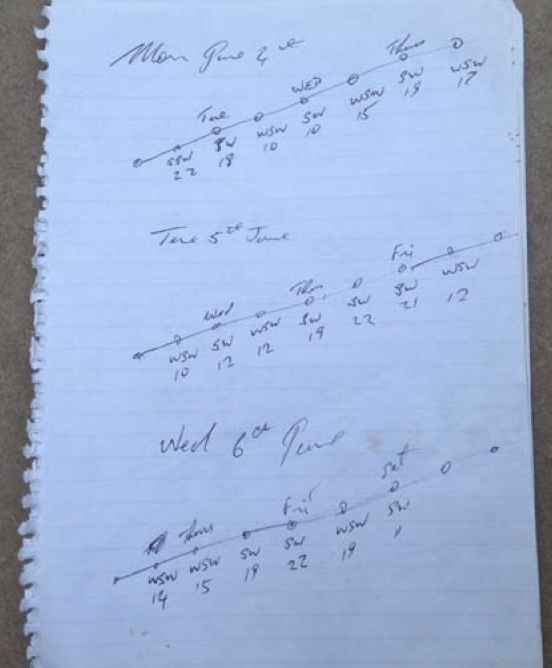 Mon June 4th
Tue WED Thurs
SSW SW WSW SW WSW SW WSW
22 18 10 10 15 19 17
Tue 5th June
Wed Thurs Fri
WSW SW WSW SW SW SW WSW
10 12 12 19 22 21 12
Wed 6th June
Thurs Fri Sat
WSW WSW SW SW WSW SW
14 15 19 22 19 11